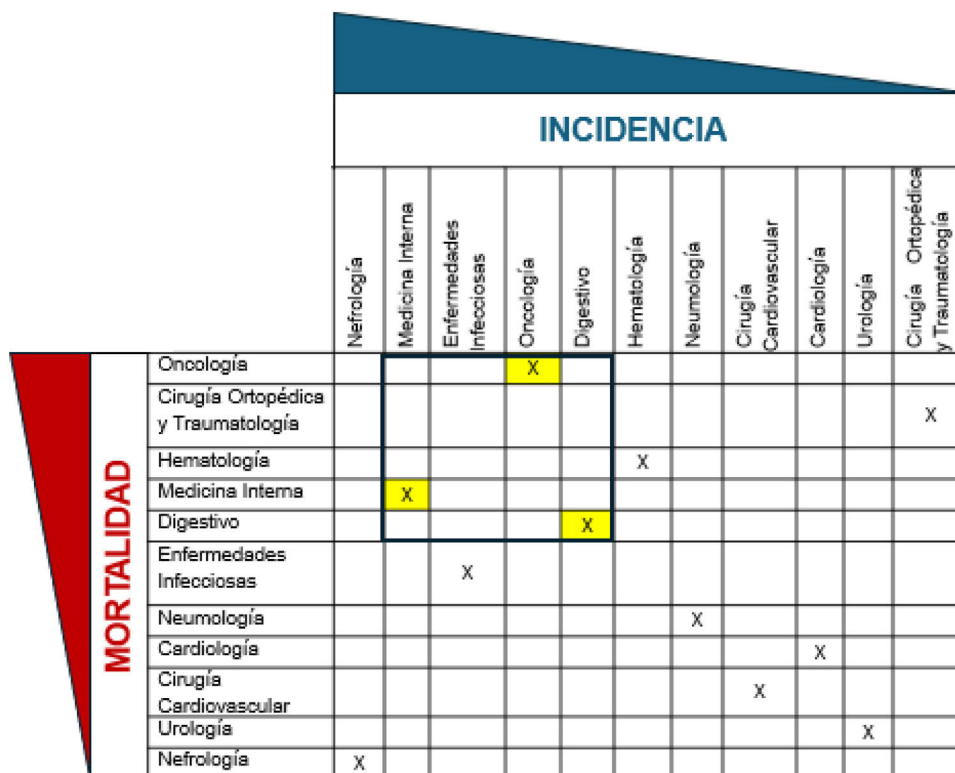 INCIDENCIA
Nefrología
Medicina Interna
Enfermedades
Infecciosas
Oncología
Digestivo
Hematología
Neumología
Cirugía
Cardiovascular
Cardiología
Urología
Cirugía Ortopédica
y Traumatología
MORTALIDAD
Oncología
X
Cirugía Ortopédica
y Traumatología
X
Hematología
X
Medicina Interna
X
Digestivo
X
Enfermedades
Infecciosas
X
Neumología
X
Cardiología
X
Cirugía
Cardiovascular
X
Urología
X
Nefrología
X